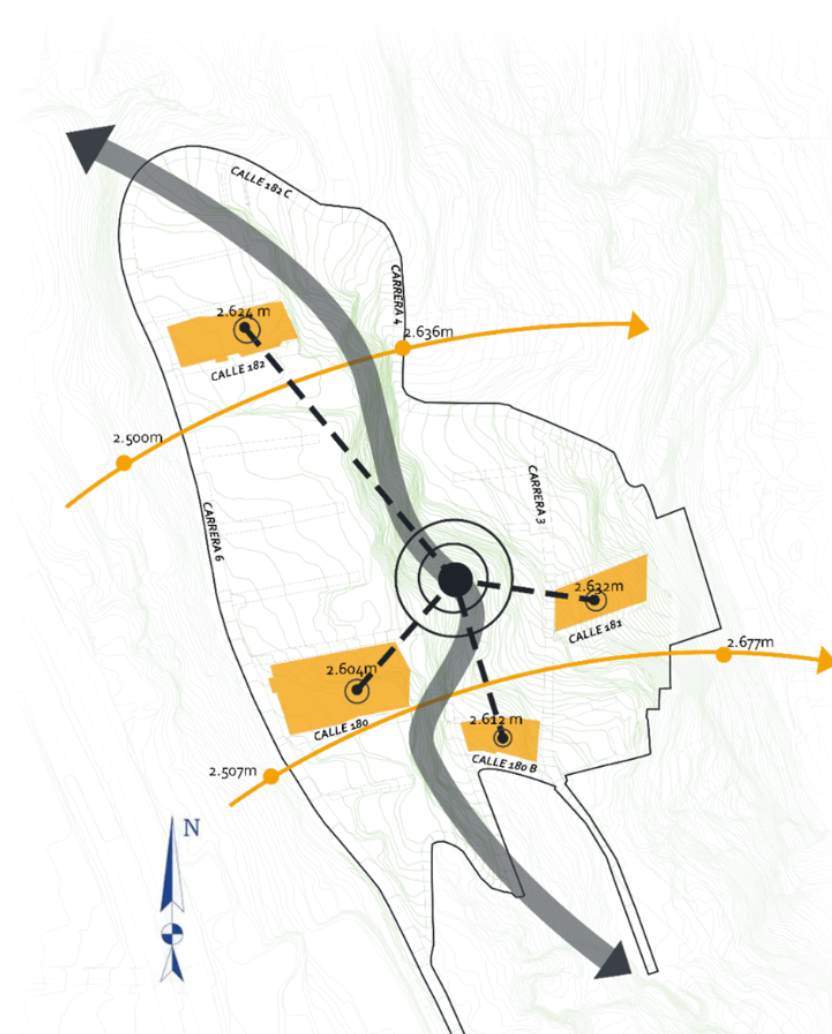 CALLE 182 C
CARRERA 4
2.624 m
2.636m
CALLE 182
2.500m
CARRERA 3
CARRERA 6
2.632m
CALLE 181
2.677m
2.604m
2.612 m
CALLE 180
CALLE 180 B
2.507m
N